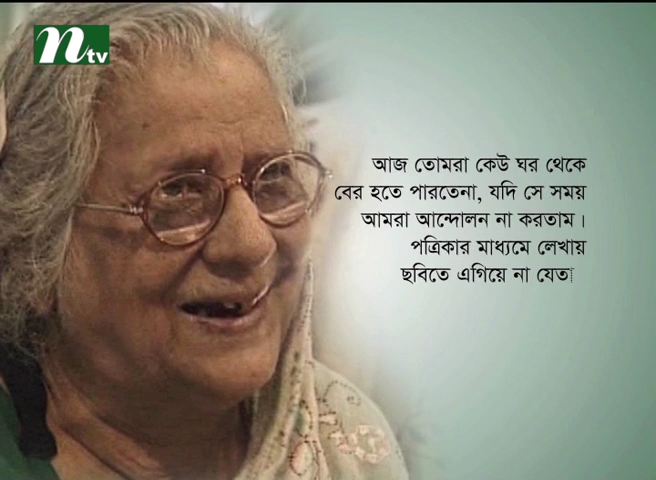 ntv
আজ তোমরা কেউ ঘর থেকে
বের হতে পারতেনা, যদি সে সময়
আমরা আন্দোলন না করতাম।
পত্রিকার মাধ্যমে লেখায়
ছবিতে এগিয়ে না যেত